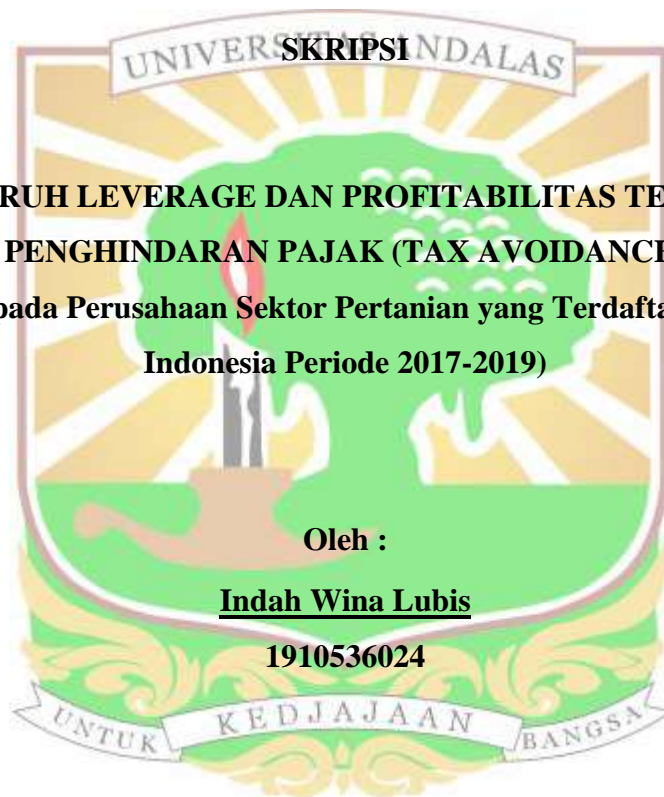 SKRIPSI
UNIVERSITAS ANDALAS
RUH LEVERAGE DAN PROFITABILITAS TE
PENGHINDARAN PAJAK (TAX AVOIDANCE
pada Perusahaan Sektor Pertanian yang Terdafta
Indonesia Periode 2017-2019)
Oleh :
Indah Wina Lubis
1910536024
UNTUK KEDJAJAAN BANGSA